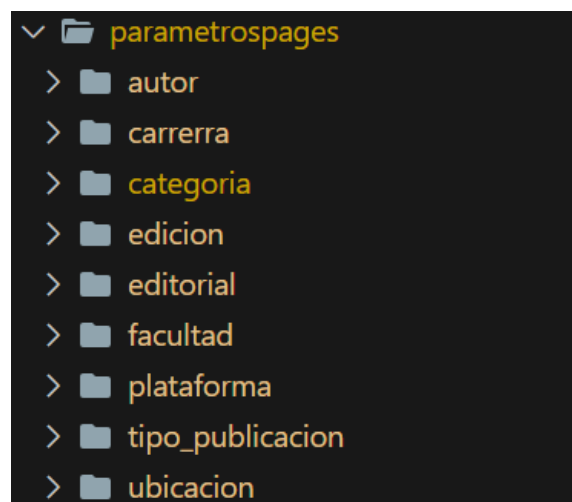 parametrospages
autor
carrerra
categoria
edicion
editorial
facultad
plataforma
tipo_publicacion
ubicacion